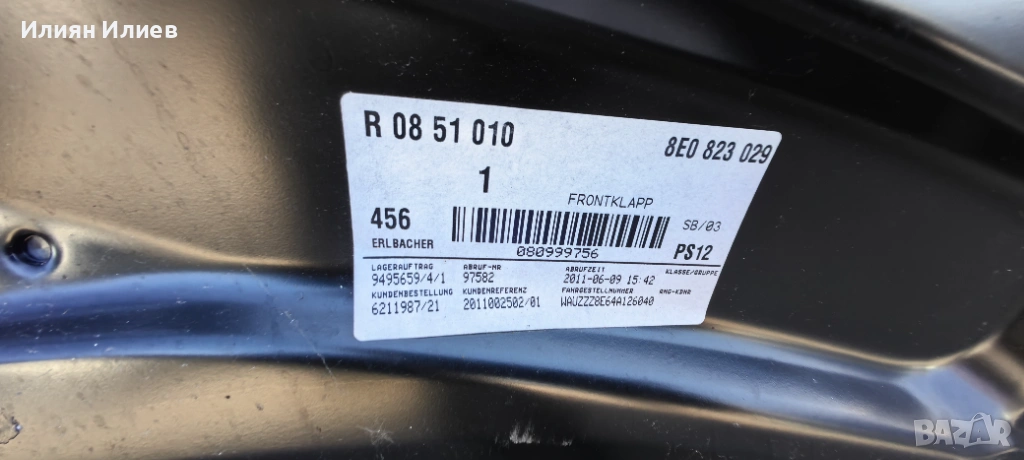 Илиян Илиев
R 08 51 010
8E0 823 029
1
FRONTKLAPP
456
ERLBACHER
SB/03
080999756
PS12
LAGERAUFTRAG ABRUF-NR ABRUFZEIT KLASSE/GRUPPE
9495659/4/1 97582 2011-06-09 15:42
KUNDENBESTELLUNG KUNDENREFERENZ FAHRGESTELLNUMMER
6211987/21 2011002502/01 WAUZZZ8E64A126040
BAZAR